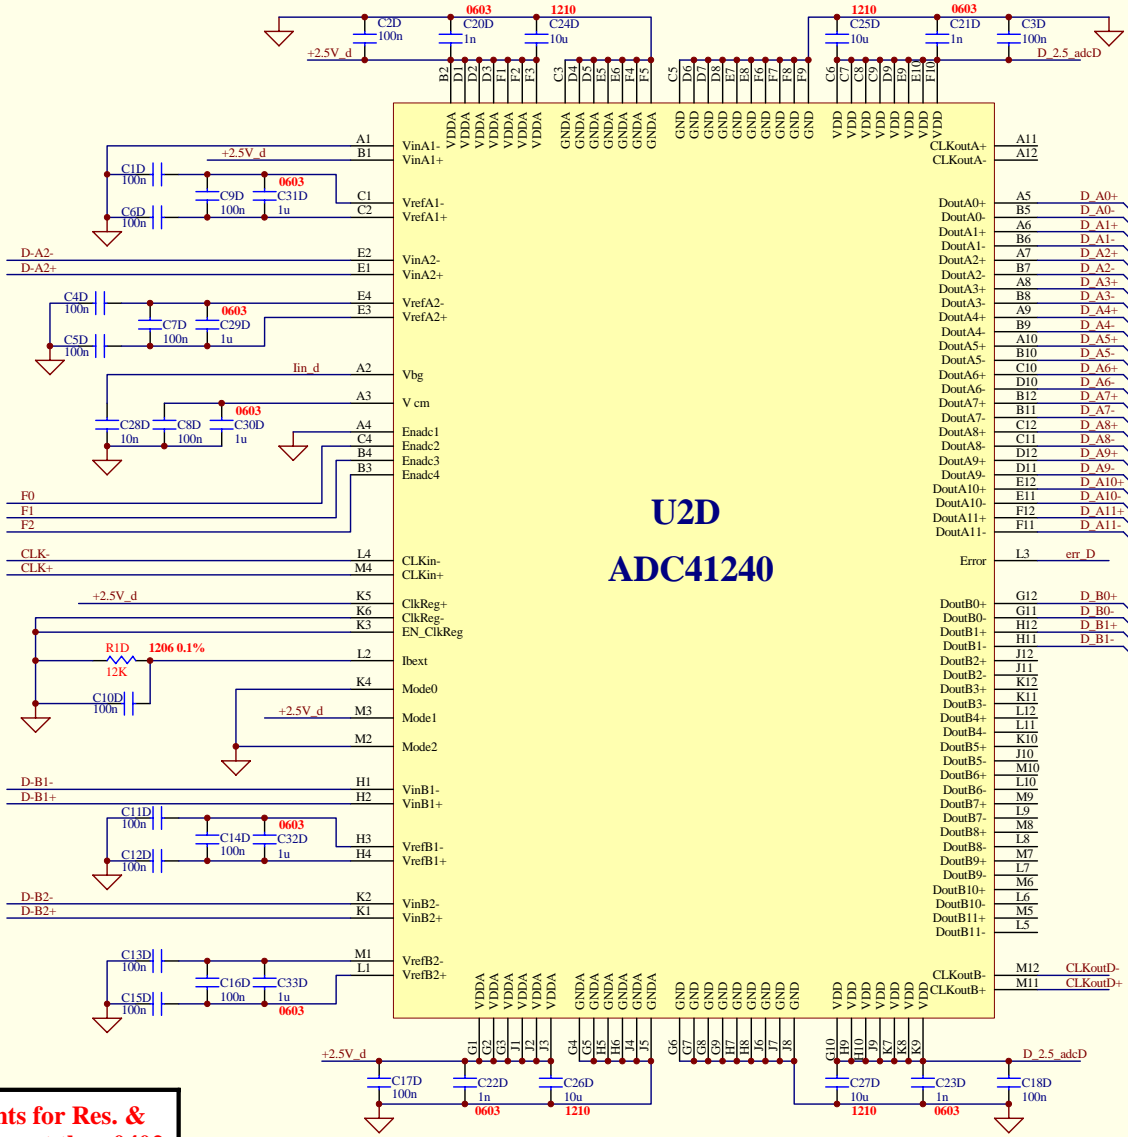 0603 1210 1210 0603
C2D C20D C24D C25D C21D C3D
100n 1n 10u 10u 1n 100n
+2.5V_d D_2.5_adcD
B2 D1 D2 D3 F1 F2 F3 C3 D4 D5 E5 E6 F4 F5 C5 D6 D7 D8 E7 E8 F6 F7 F8 F9 C6 C7 C8 C9 D9 E9 E10 F10
VDDA VDDA VDDA VDDA VDDA VDDA VDDA GNDA GNDA GNDA GNDA GNDA GNDA GNDA GND GND GND GND GND GND GND GND GND GND VDD VDD VDD VDD VDD VDD VDD VDD
A1 VinA1-
+2.5V_d B1 VinA1+
C1D
100n
0603
C9D C31D
100n 1u
C1 VrefA1-
C2 VrefA1+
C6D
100n
D-A2- E2 VinA2-
D-A2+ E1 VinA2+
C4D
100n
E4 VrefA2-
E3 VrefA2+
0603
C7D C29D
100n 1u
C5D
100n
Iin_d A2 Vbg
A3 V cm
0603
C28D C8D C30D
10n 100n 1u
A4 Enadc1
C4 Enadc2
B4 Enadc3
B3 Enadc4
F0
F1
F2
CLK- L4 CLKin-
CLK+ M4 CLKin+
+2.5V_d K5 ClkReg+
K6 ClkReg-
K3 EN_ClkReg
R1D 1206 0.1%
12K
L2 Ibext
C10D
100n
K4 Mode0
+2.5V_d M3 Mode1
M2 Mode2
D-B1- H1 VinB1-
D-B1+ H2 VinB1+
C11D
100n
0603
C14D C32D
100n 1u
H3 VrefB1-
H4 VrefB1+
C12D
100n
D-B2- K2 VinB2-
D-B2+ K1 VinB2+
C13D
100n
M1 VrefB2-
L1 VrefB2+
C16D C33D
100n 1u
0603
C15D
100n
U2D
ADC41240
CLKoutA+ A11
CLKoutA- A12
DoutA0+ A5 D_A0+
DoutA0- B5 D_A0-
DoutA1+ A6 D_A1+
DoutA1- B6 D_A1-
DoutA2+ A7 D_A2+
DoutA2- B7 D_A2-
DoutA3+ A8 D_A3+
DoutA3- B8 D_A3-
DoutA4+ A9 D_A4+
DoutA4- B9 D_A4-
DoutA5+ A10 D_A5+
DoutA5- B10 D_A5-
DoutA6+ C10 D_A6+
DoutA6- D10 D_A6-
DoutA7+ B12 D_A7+
DoutA7- B11 D_A7-
DoutA8+ C12 D_A8+
DoutA8- C11 D_A8-
DoutA9+ D12 D_A9+
DoutA9- D11 D_A9-
DoutA10+ E12 D_A10+
DoutA10- E11 D_A10-
DoutA11+ F12 D_A11+
DoutA11- F11 D_A11-
Error L3 err_D
DoutB0+ G12 D_B0+
DoutB0- G11 D_B0-
DoutB1+ H12 D_B1+
DoutB1- H11 D_B1-
DoutB2+ J12
DoutB2- J11
DoutB3+ K12
DoutB3- K11
DoutB4+ L12
DoutB4- L11
DoutB5+ K10
DoutB5- J10
DoutB6+ M10
DoutB6- L10
DoutB7+ M9
DoutB7- L9
DoutB8+ M8
DoutB8- L8
DoutB9+ M7
DoutB9- L7
DoutB10+ M6
DoutB10- L6
DoutB11+ M5
DoutB11- L5
CLKoutB- M12 CLKoutD-
CLKoutB+ M11 CLKoutD+
VDDA VDDA VDDA VDDA VDDA VDDA GNDA GNDA GNDA GNDA GNDA GNDA GND GND GND GND GND GND GND GND GND VDD VDD VDD VDD VDD VDD VDD
G1 G2 G3 J1 J2 J3 G4 G5 H5 H6 J4 J5 G6 G7 G8 G9 H7 H8 J6 J7 J8 G10 H9 H10 J9 K7 K8 K9
+2.5V_d D_2.5_adcD
C17D C22D C26D C27D C23D C18D
100n 1n 10u 10u 1n 100n
0603 1210 1210 0603
nts for Res. &